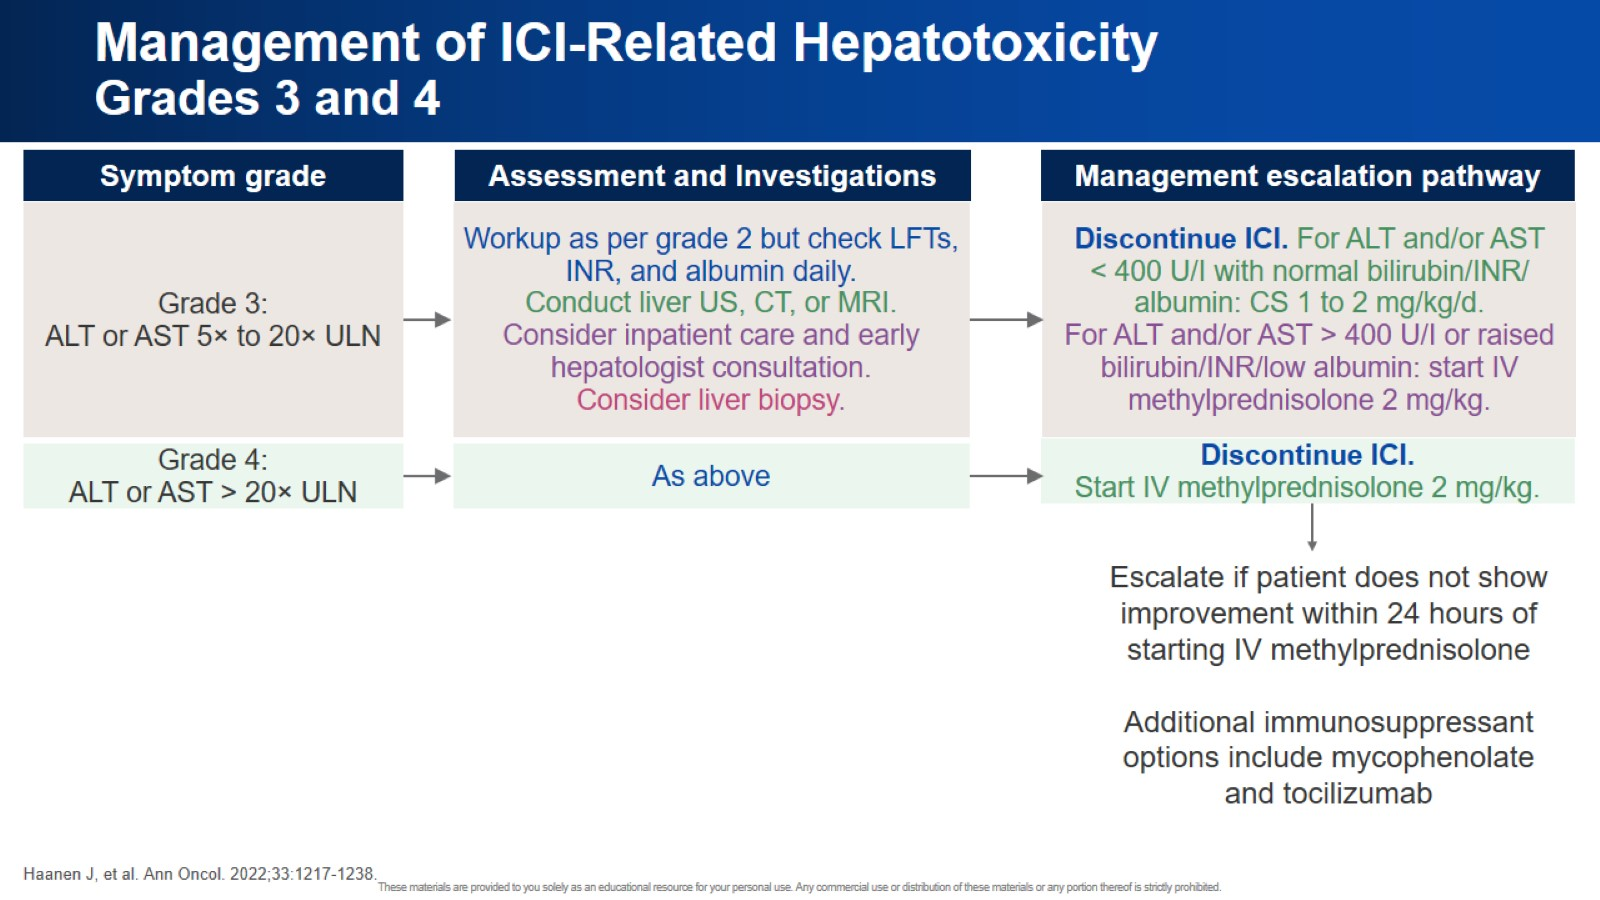 Management of ICI-Related Hepatotoxicity
Grades 3 and 4
Symptom grade
Assessment and Investigations
Management escalation pathway
Grade 3:
ALT or AST 5× to 20× ULN
Workup as per grade 2 but check LFTs,
INR, and albumin daily.
Conduct liver US, CT, or MRI.
Consider inpatient care and early
hepatologist consultation.
Consider liver biopsy.
Discontinue ICI. For ALT and/or AST
< 400 U/l with normal bilirubin/INR/
albumin: CS 1 to 2 mg/kg/d.
For ALT and/or AST > 400 U/l or raised
bilirubin/INR/low albumin: start IV
methylprednisolone 2 mg/kg.
Grade 4:
ALT or AST > 20× ULN
As above
Discontinue ICI.
Start IV methylprednisolone 2 mg/kg.
Escalate if patient does not show
improvement within 24 hours of
starting IV methylprednisolone
Additional immunosuppressant
options include mycophenolate
and tocilizumab
Haanen J, et al. Ann Oncol. 2022;33:1217-1238.
These materials are provided to you solely as an educational resource for your personal use. Any commercial use or distribution of these materials or any portion thereof is strictly prohibited.